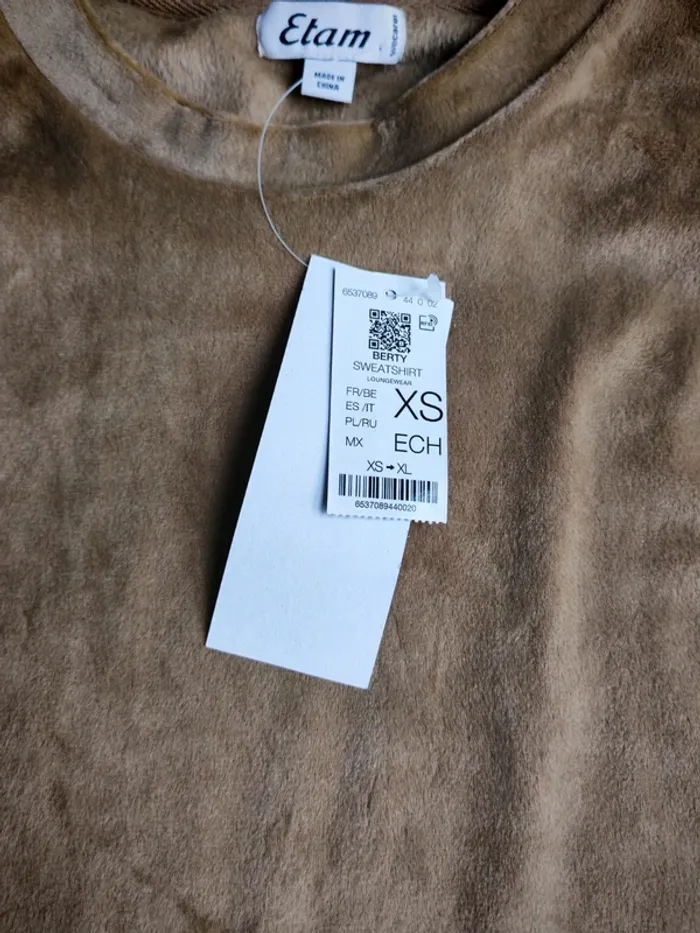 Etam
wecare!
MADE IN
CHINA
6537089 44 0 02
BERTY
SWEATSHIRT
LOUNGEWEAR
FR/BE XS
ES /IT
PL/RU
MX ECH
XS ➡ XL
6537089440020